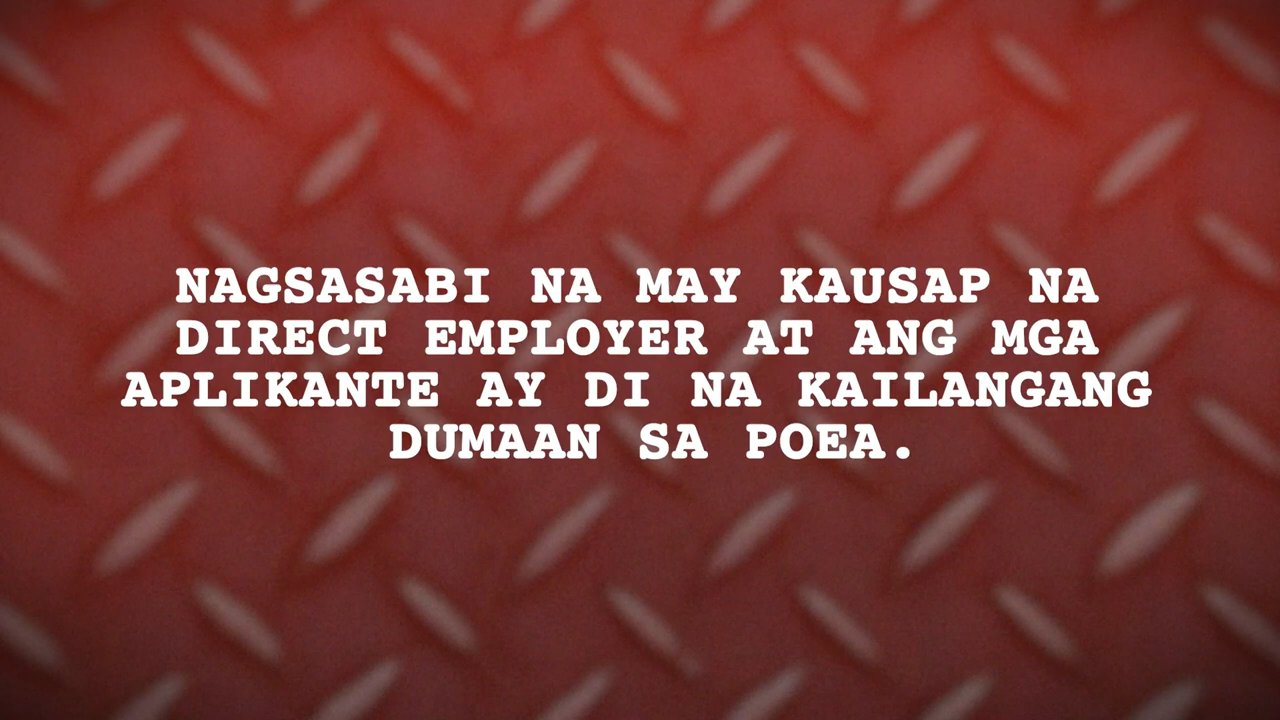 NAGSASABI NA MAY KAUSAP NA
DIRECT EMPLOYER AT ANG MGA
APLIKANTE AY DI NA KAILANGANG
DUMAAN SA POEA.